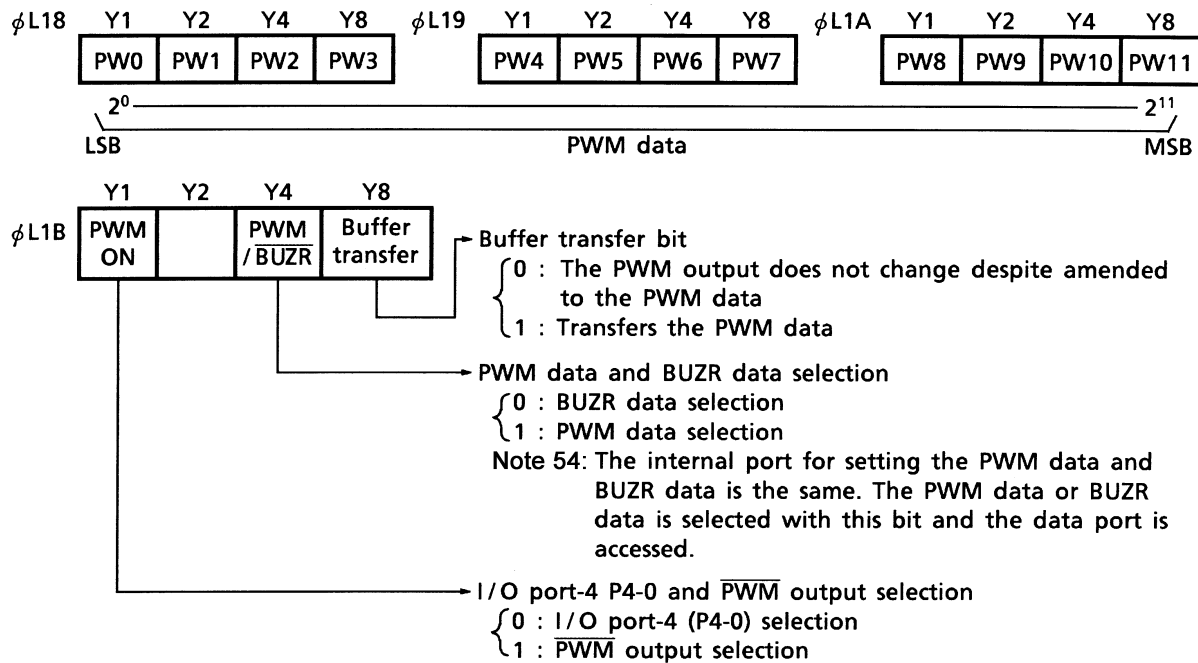 ϕL18 Y1 Y2 Y4 Y8 ϕL19 Y1 Y2 Y4 Y8 ϕL1A Y1 Y2 Y4 Y8
PW0 PW1 PW2 PW3 PW4 PW5 PW6 PW7 PW8 PW9 PW10 PW11
2⁰ 2¹¹
LSB PWM data MSB
Y1 Y2 Y4 Y8
ϕL1B PWM ON PWM / B̅U̅Z̅R̅ Buffer transfer
Buffer transfer bit
0 : The PWM output does not change despite amended
to the PWM data
1 : Transfers the PWM data
PWM data and BUZR data selection
0 : BUZR data selection
1 : PWM data selection
Note 54: The internal port for setting the PWM data and
BUZR data is the same. The PWM data or BUZR
data is selected with this bit and the data port is
accessed.
I/O port-4 P4-0 and P̅W̅M̅ output selection
0 : I/O port-4 (P4-0) selection
1 : P̅W̅M̅ output selection